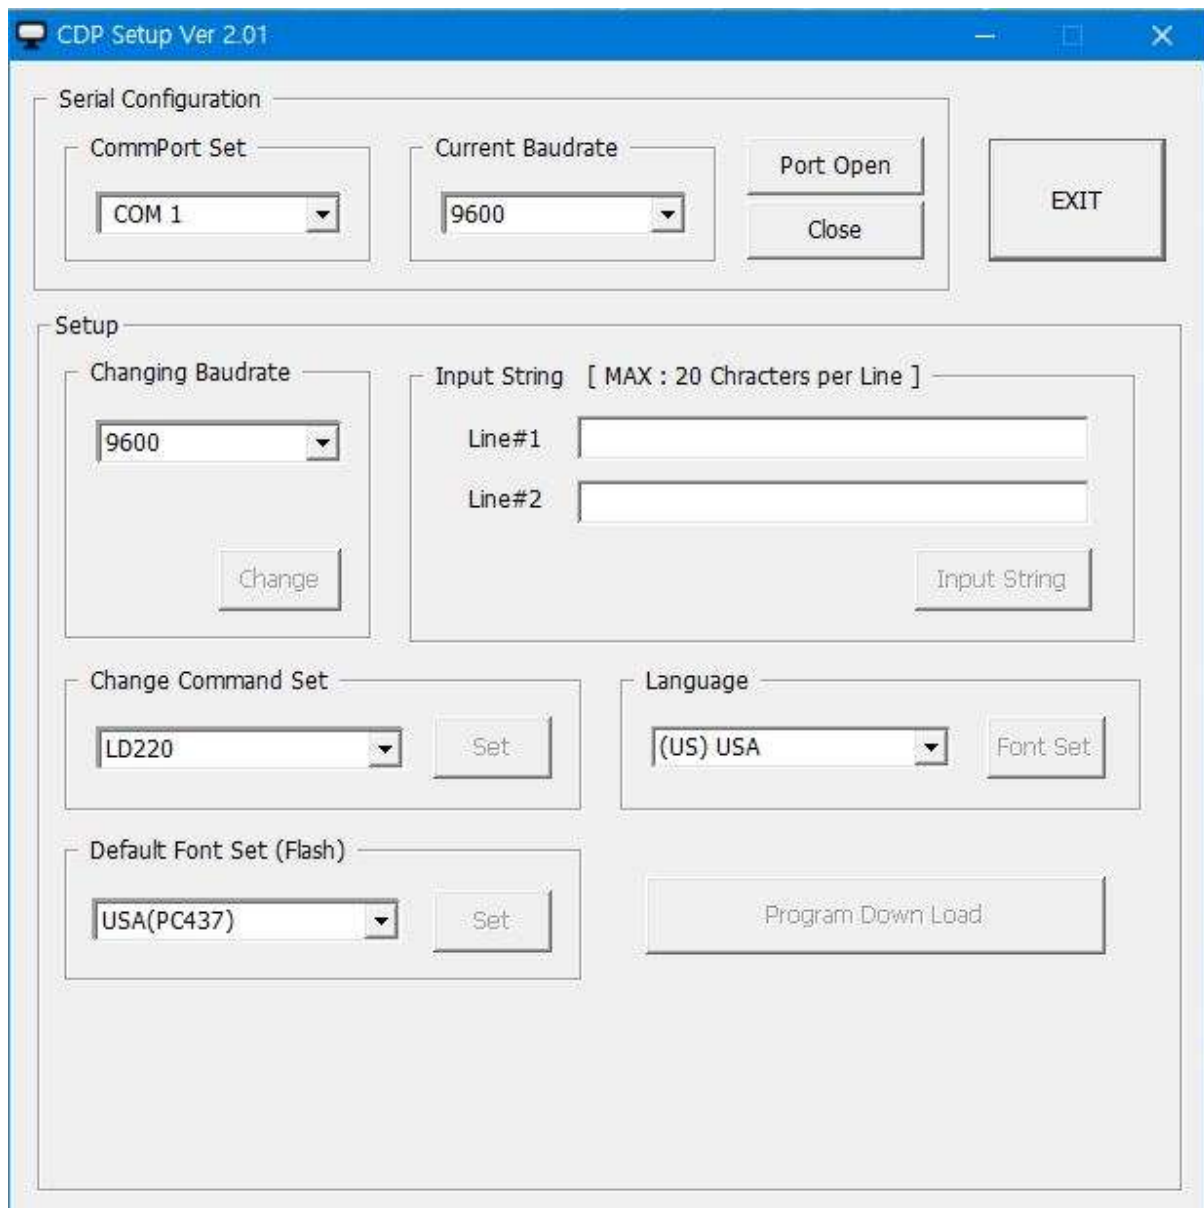 CDP Setup Ver 2.01
Serial Configuration
CommPort Set
COM 1
Current Baudrate
9600
Port Open
Close
EXIT
Setup
Changing Baudrate
9600
Change
Input String [ MAX : 20 Chracters per Line ]
Line#1
Line#2
Input String
Change Command Set
LD220
Set
Language
(US) USA
Font Set
Default Font Set (Flash)
USA(PC437)
Set
Program Down Load